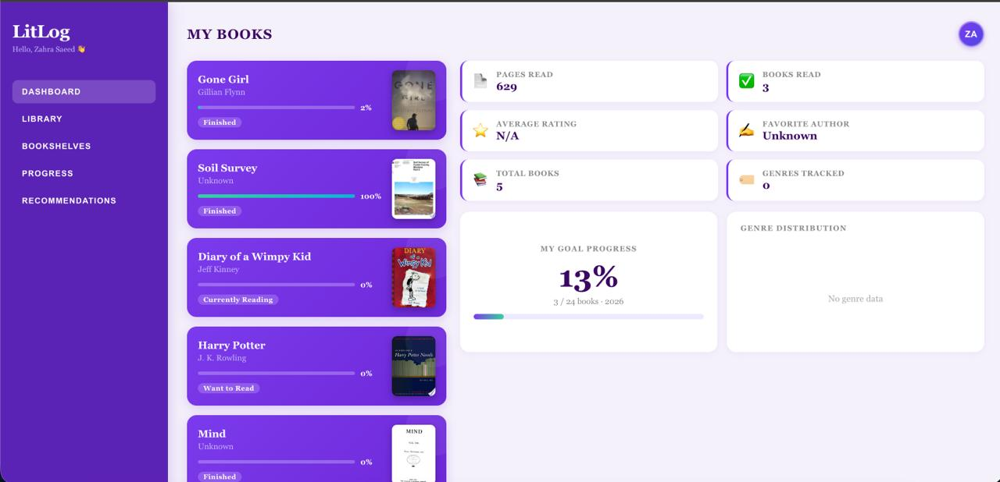 LitLog
Hello, Zahra Saeed 👋
DASHBOARD
LIBRARY
BOOKSHELVES
PROGRESS
RECOMMENDATIONS
MY BOOKS
ZA
Gone Girl
Gillian Flynn
2%
Finished
GONE
GIRL
Soil Survey
Unknown
100%
Finished
Diary of a Wimpy Kid
Jeff Kinney
0%
Currently Reading
DIARY
of a
Wimpy Kid
Harry Potter
J. K. Rowling
0%
Want to Read
Harry Potter Novels
Mind
Unknown
0%
Finished
MIND
PAGES READ
629
BOOKS READ
3
AVERAGE RATING
N/A
FAVORITE AUTHOR
Unknown
TOTAL BOOKS
5
GENRES TRACKED
0
MY GOAL PROGRESS
13%
3 / 24 books · 2026
GENRE DISTRIBUTION
No genre data